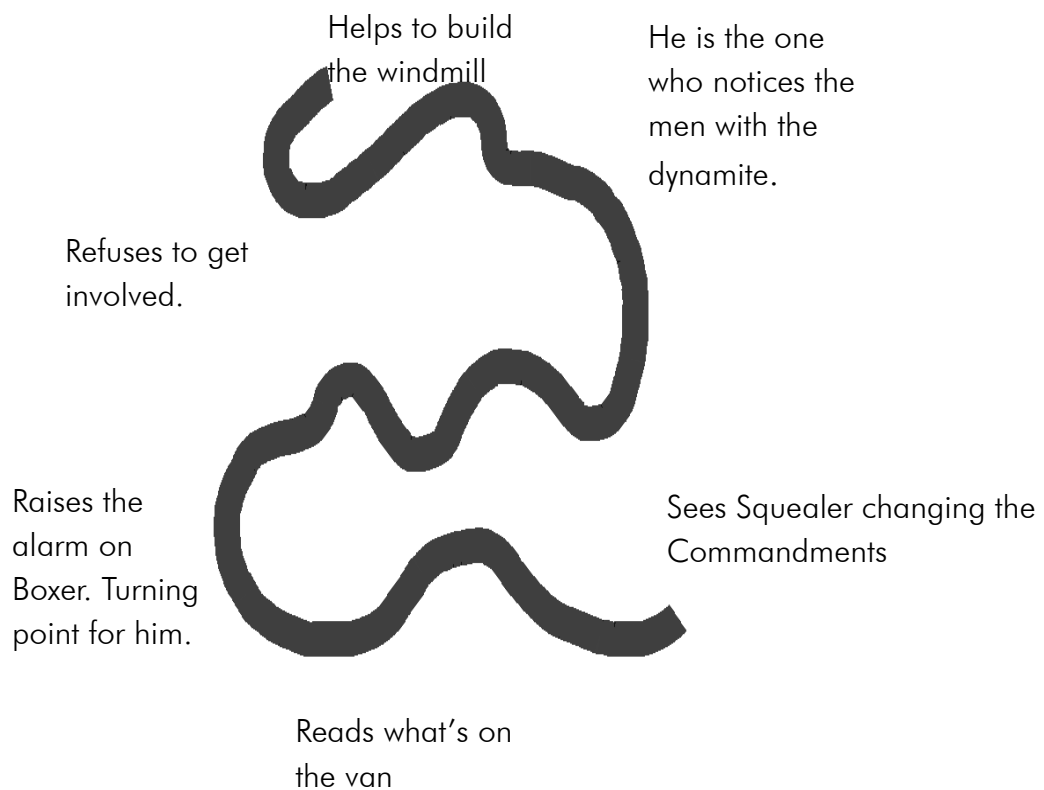 Helps to build
the windmill
He is the one
who notices the
men with the
dynamite.
Refuses to get
involved.
Raises the
alarm on
Boxer. Turning
point for him.
Sees Squealer changing the
Commandments
Reads what's on
the van